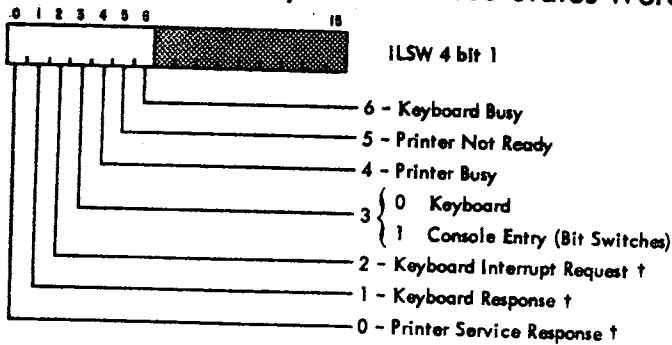 Status Word
0 1 2 3 4 5 6 15
ILSW 4 bit 1
6 - Keyboard Busy
5 - Printer Not Ready
4 - Printer Busy
3 { 0 Keyboard
1 Console Entry (Bit Switches)
2 - Keyboard Interrupt Request †
1 - Keyboard Response †
0 - Printer Service Response †